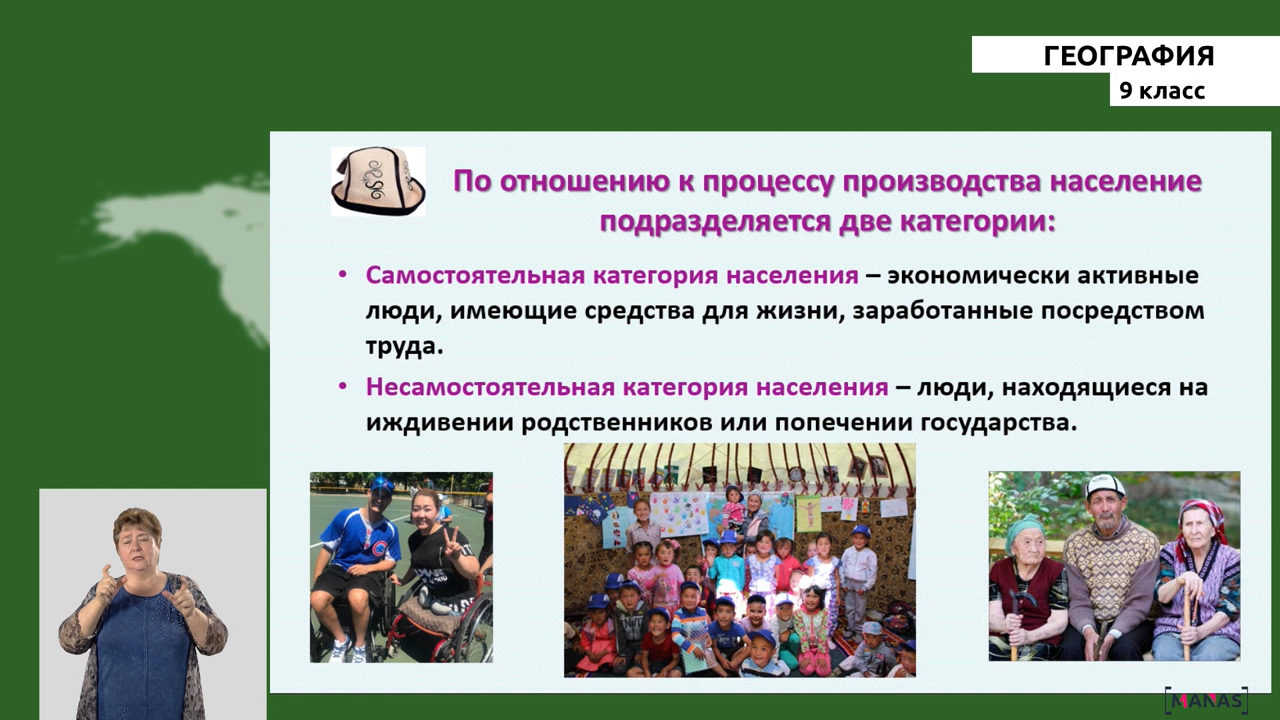 ГЕОГРАФИЯ
9 класс
По отношению к процессу производства население
подразделяется две категории:
• Самостоятельная категория населения – экономически активные
люди, имеющие средства для жизни, заработанные посредством
труда.
• Несамостоятельная категория населения – люди, находящиеся на
иждивении родственников или попечении государства.
[MANAS]